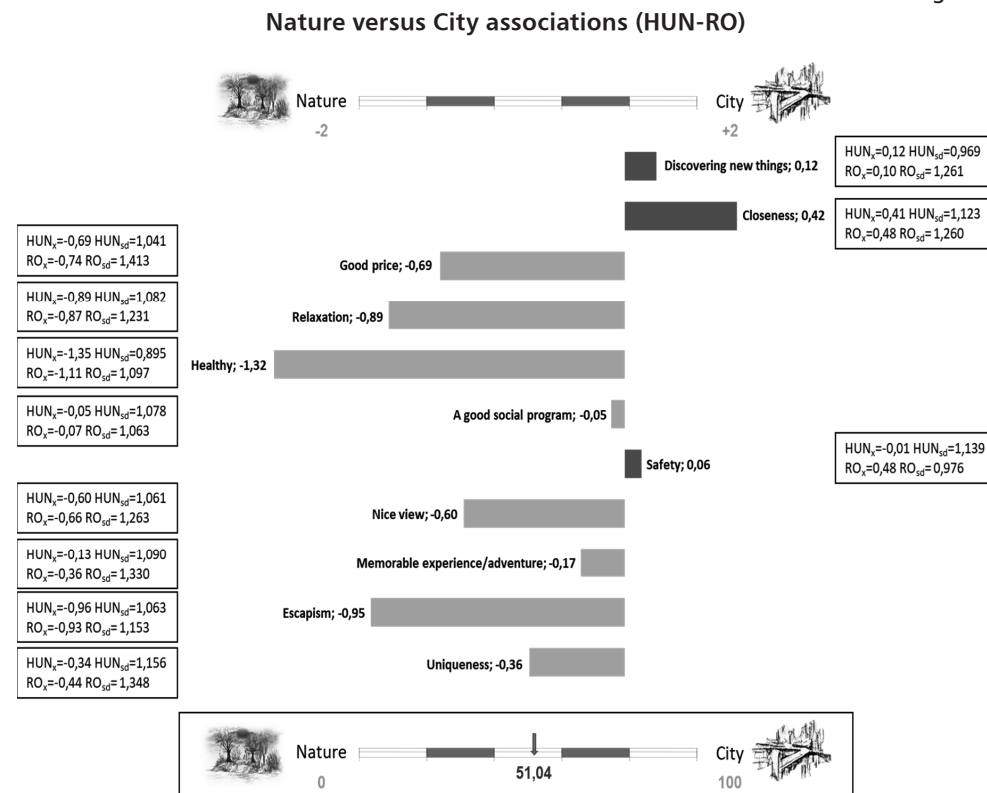 Nature versus City associations (HUN-RO)
Nature City
-2 +2
Discovering new things; 0,12
HUNx=0,12 HUNsd=0,969
ROx=0,10 ROsd= 1,261
Closeness; 0,42
HUNx=0,41 HUNsd=1,123
ROx=0,48 ROsd= 1,260
HUNx=-0,69 HUNsd=1,041
ROx=-0,74 ROsd= 1,413
Good price; -0,69
HUNx=-0,89 HUNsd=1,082
ROx=-0,87 ROsd= 1,231
Relaxation; -0,89
HUNx=-1,35 HUNsd=0,895
ROx=-1,11 ROsd= 1,097
Healthy; -1,32
HUNx=-0,05 HUNsd=1,078
ROx=-0,07 ROsd= 1,063
A good social program; -0,05
Safety; 0,06
HUNx=-0,01 HUNsd=1,139
ROx=0,48 ROsd= 0,976
HUNx=-0,60 HUNsd=1,061
ROx=-0,66 ROsd= 1,263
Nice view; -0,60
HUNx=-0,13 HUNsd=1,090
ROx=-0,36 ROsd= 1,330
Memorable experience/adventure; -0,17
HUNx=-0,96 HUNsd=1,063
ROx=-0,93 ROsd= 1,153
Escapism; -0,95
HUNx=-0,34 HUNsd=1,156
ROx=-0,44 ROsd= 1,348
Uniqueness; -0,36
Nature City
51,04
0 100